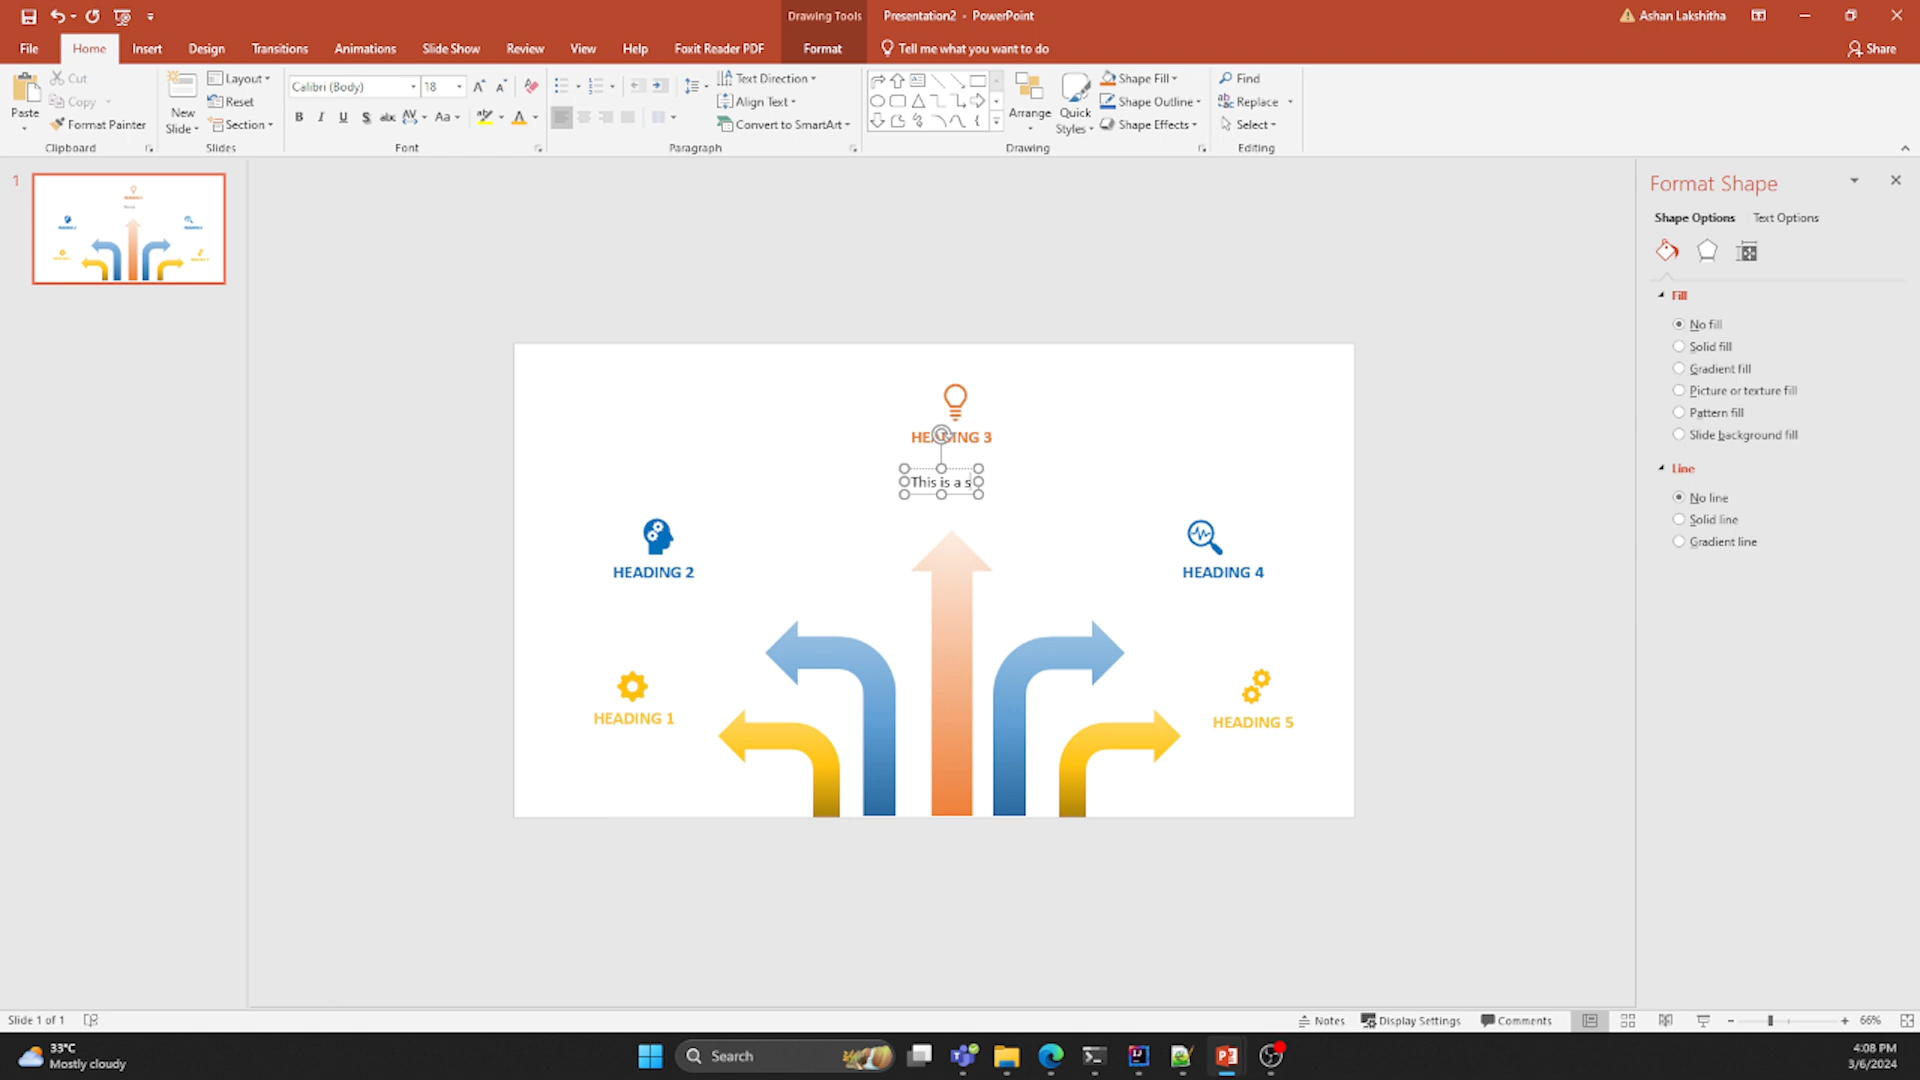 Drawing Tools
Presentation2 - PowerPoint
Ashan Lakshitha
File Home Insert Design Transitions Animations Slide Show Review View Help Foxit Reader PDF Format Tell me what you want to do
Share
Paste
Cut
Copy
Format Painter
Clipboard
New Slide
Layout
Reset
Section
Slides
Calibri (Body) 18
B I U S abc AV Aa A
Font
Text Direction
Align Text
Convert to SmartArt
Paragraph
Arrange
Quick Styles
Shape Fill
Shape Outline
Shape Effects
Drawing
Find
Replace
Select
Editing
1
Format Shape
Shape Options Text Options
Fill
No fill
Solid fill
Gradient fill
Picture or texture fill
Pattern fill
Slide background fill
Line
No line
Solid line
Gradient line
HEADING 3
This is a s
HEADING 2
HEADING 4
HEADING 1
HEADING 5
Slide 1 of 1
Notes Display Settings Comments 66%
33°C
Mostly cloudy
Search
4:08 PM
3/6/2024